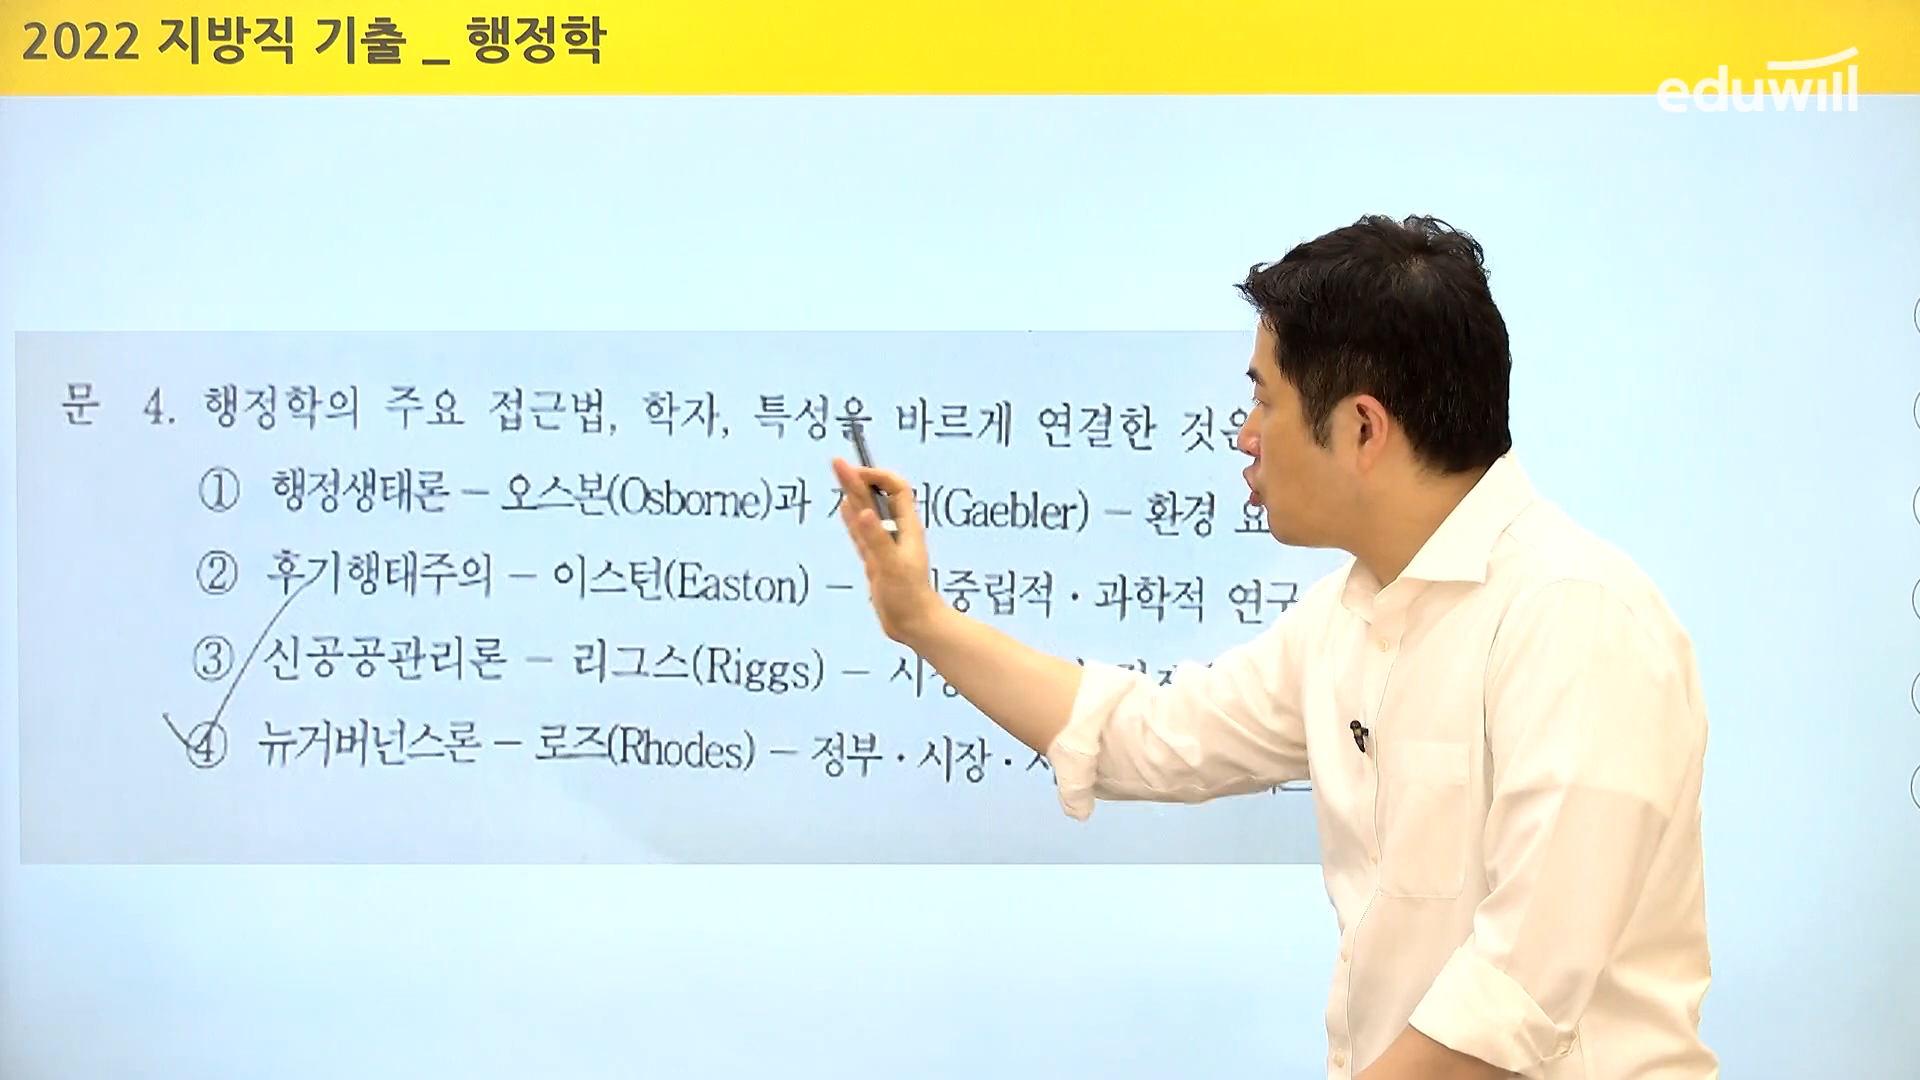 2022 지방직 기출 _ 행정학
eduwill
문 4. 행정학의 주요 접근법, 학자, 특성을 바르게 연결한 것은
① 행정생태론 - 오스본(Osborne)과 (Gaebler) - 환경 요
② 후기행태주의 - 이스턴(Easton) - 중립적·과학적 연구
③ 신공공관리론 - 리그스(Riggs) - 시장
④ 뉴거버넌스론 - 로즈(Rhodes) - 정부·시장·